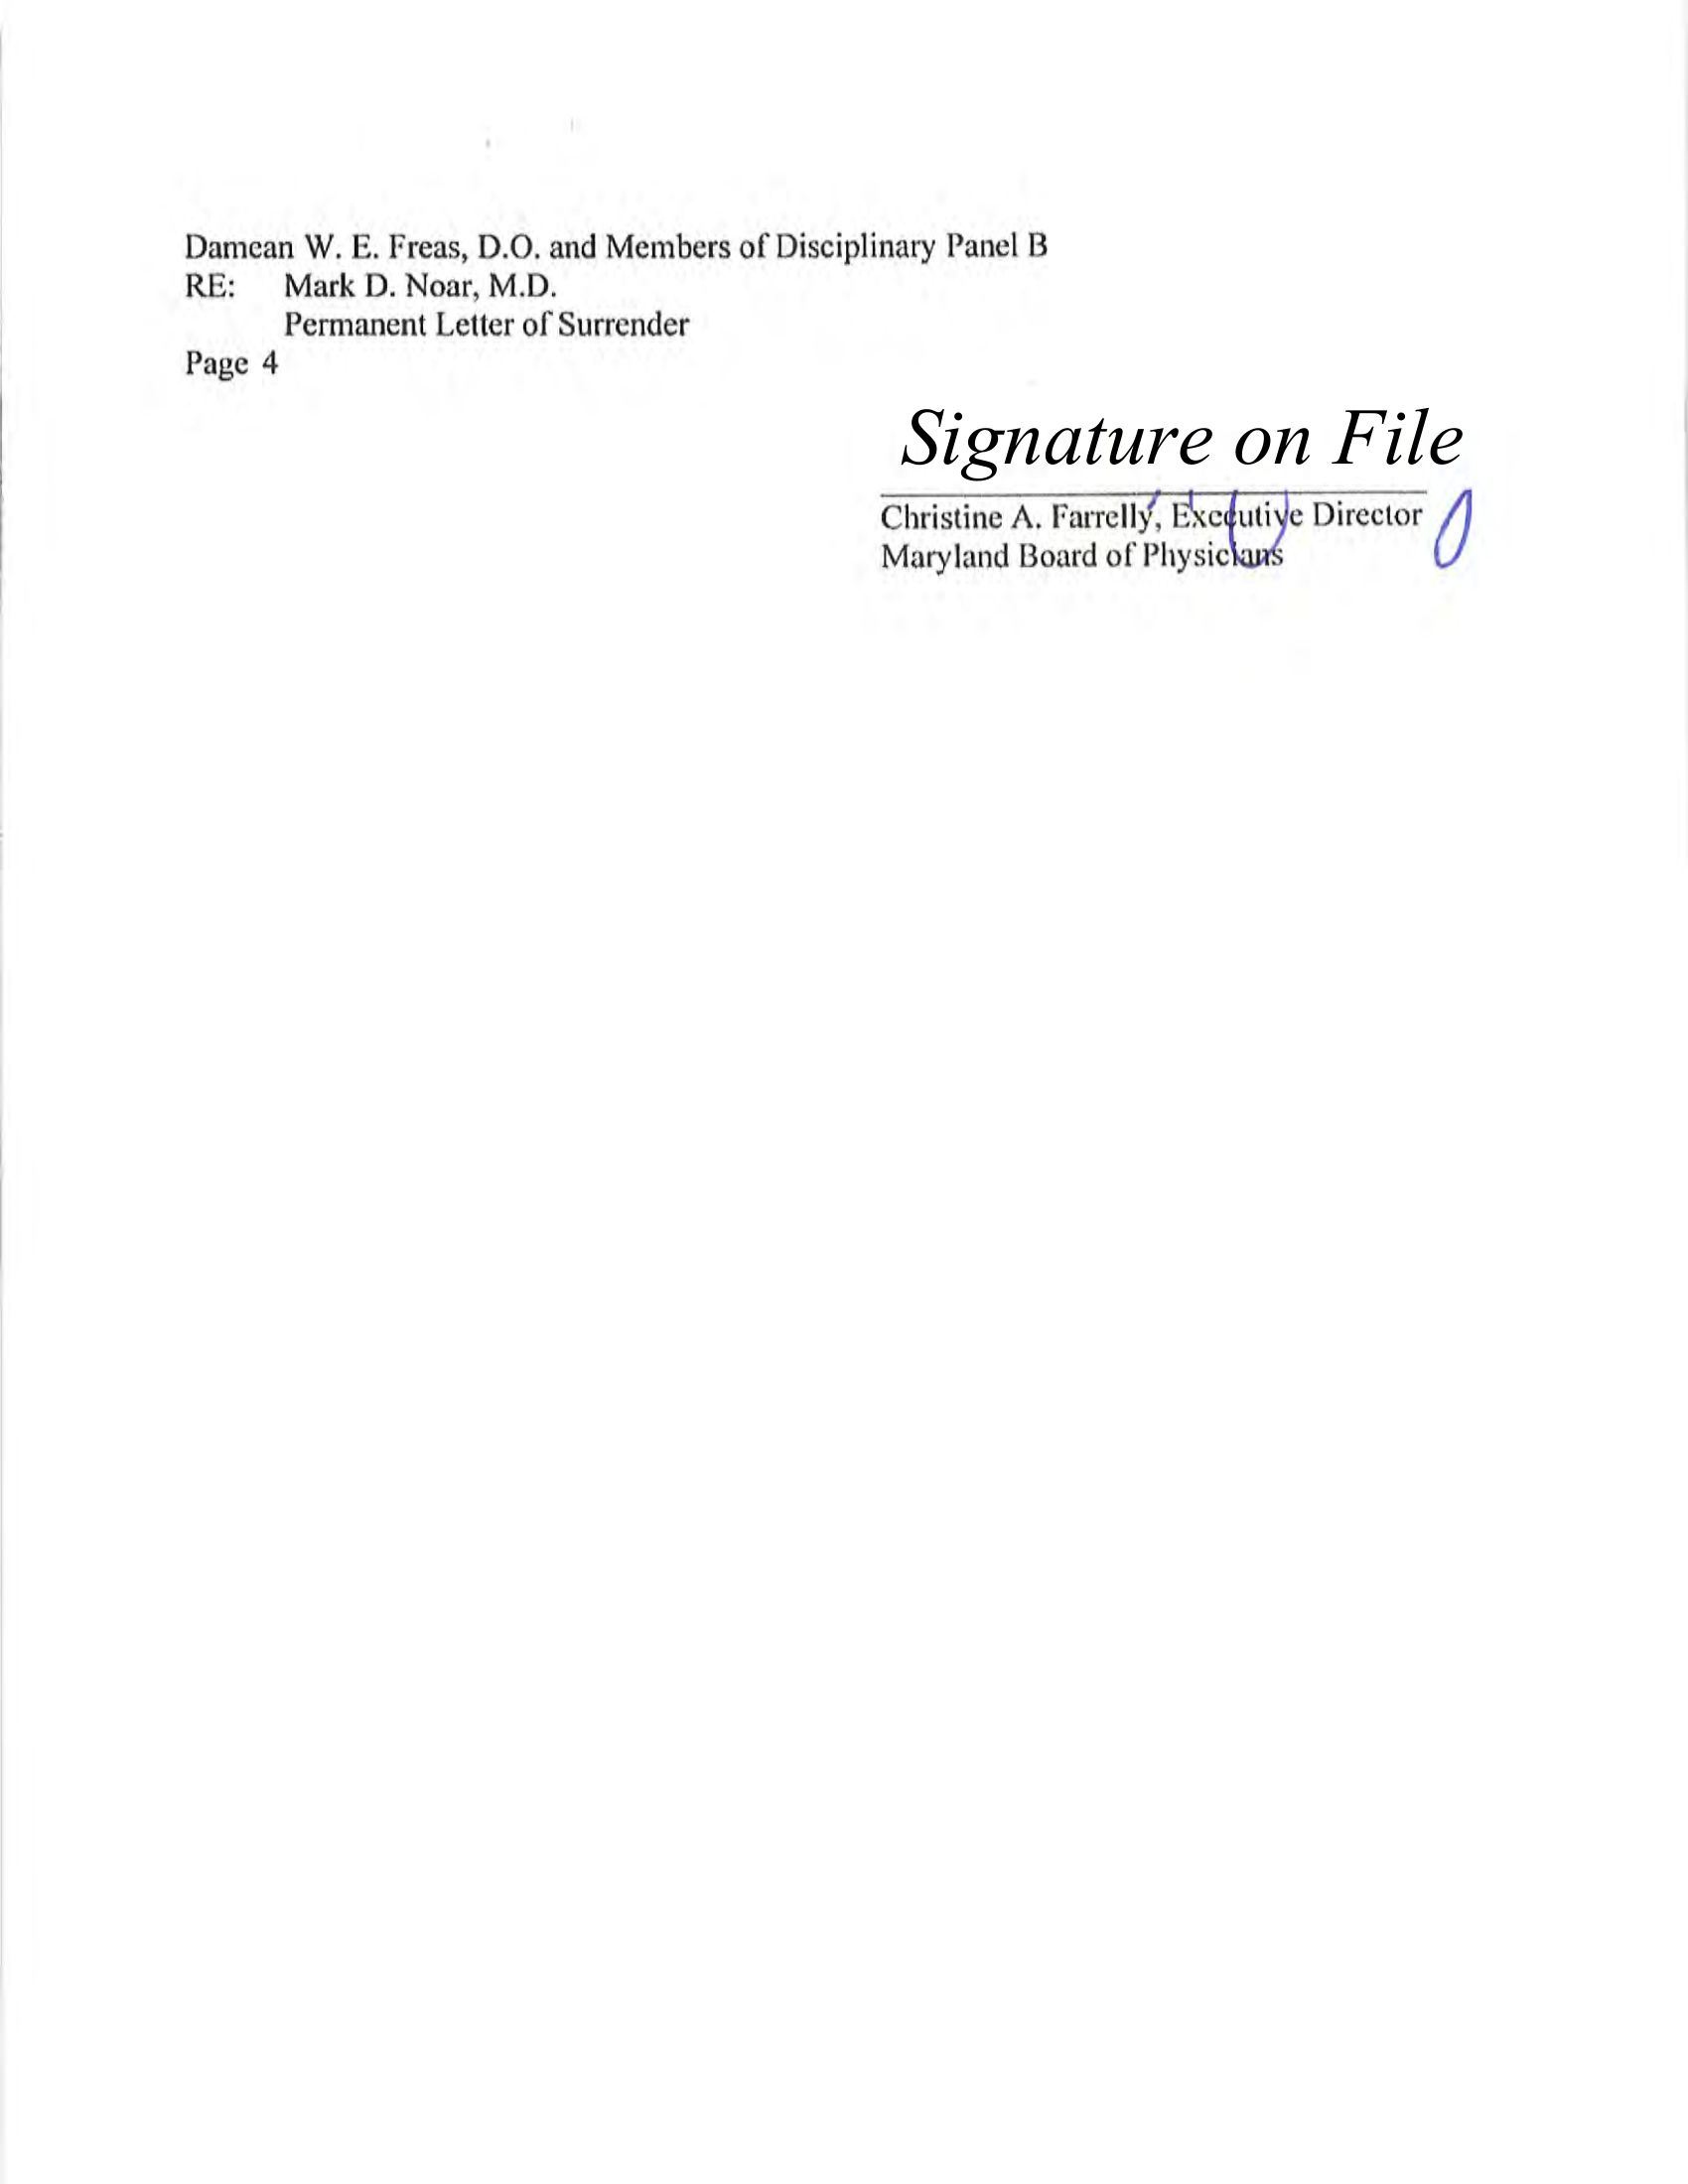 Damean W. E. Freas, D.O. and Members of Disciplinary Panel B
RE: Mark D. Noar, M.D.
Permanent Letter of Surrender
Page 4
Signature on File
Christine A. Farrelly, Executive Director
Maryland Board of Physicians